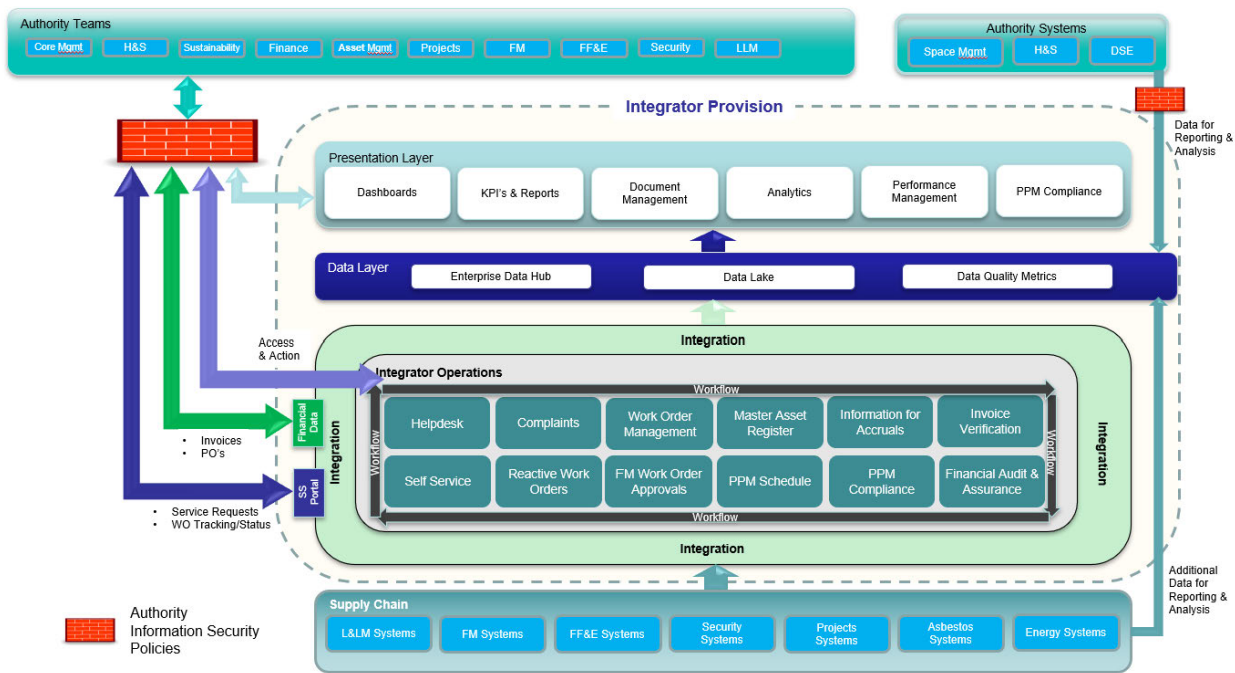 Authority Teams
Core Mgmt
H&S
Sustainability
Finance
Asset Mgmt
Projects
FM
FF&E
Security
LLM
Authority Systems
Space Mgmt
H&S
DSE
Data for
Reporting &
Analysis
Integrator Provision
Presentation Layer
Dashboards
KPI's & Reports
Document
Management
Analytics
Performance
Management
PPM Compliance
Data Layer
Enterprise Data Hub
Data Lake
Data Quality Metrics
Access
& Action
Integration
Integrator Operations
Workflow
Helpdesk
Complaints
Work Order
Management
Master Asset
Register
Information for
Accruals
Invoice
Verification
Self Service
Reactive Work
Orders
FM Work Order
Approvals
PPM Schedule
PPM
Compliance
Financial Audit &
Assurance
Workflow
Workflow
Workflow
Integration
Integration
Integration
Financial
Data
• Invoices
• PO's
SS
Portal
• Service Requests
• WO Tracking/Status
Supply Chain
L&LM Systems
FM Systems
FF&E Systems
Security
Systems
Projects
Systems
Asbestos
Systems
Energy Systems
Additional
Data for
Reporting &
Analysis
Authority
Information Security
Policies